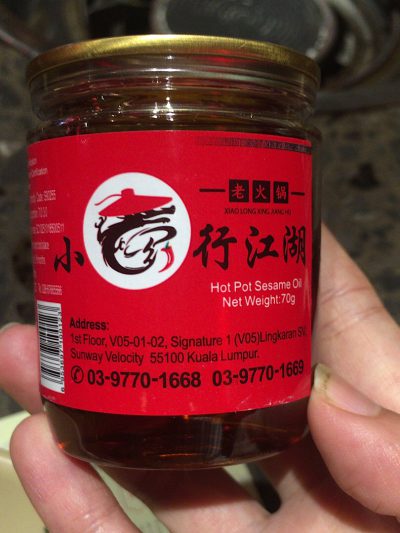 老火锅
XIAO LONG XING JIANG HU
小龍行江湖
Hot Pot Sesame Oil
Net Weight:70g
Address:
1st Floor, V05-01-02, Signature 1 (V05)Lingkaran SV,
Sunway Velocity 55100 Kuala Lumpur.
03-9770-1668 03-9770-1669